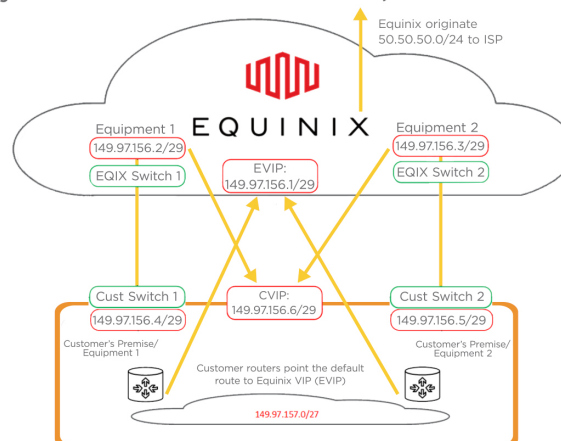 Equinix originate
50.50.50.0/24 to ISP
EQUINIX
Equipment 1
149.97.156.2/29
EQIX Switch 1
EVIP:
149.97.156.1/29
Equipment 2
149.97.156.3/29
EQIX Switch 2
Cust Switch 1
149.97.156.4/29
Customer's Premise/
Equipment 1
CVIP:
149.97.156.6/29
Cust Switch 2
149.97.156.5/29
Customer's Premise/
Equipment 2
Customer routers point the default
route to Equinix VIP (EVIP)
149.97.157.0/27